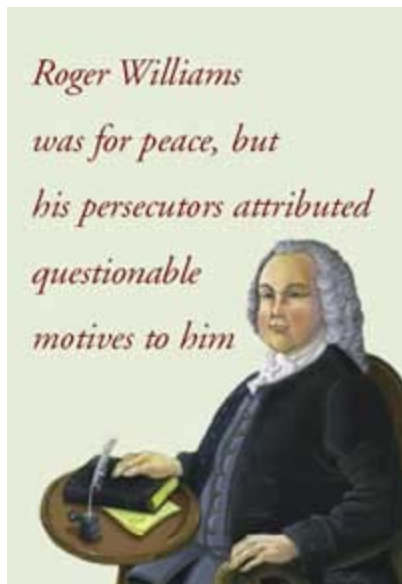 Roger Williams
was for peace, but
his persecutors attributed
questionable
motives to him